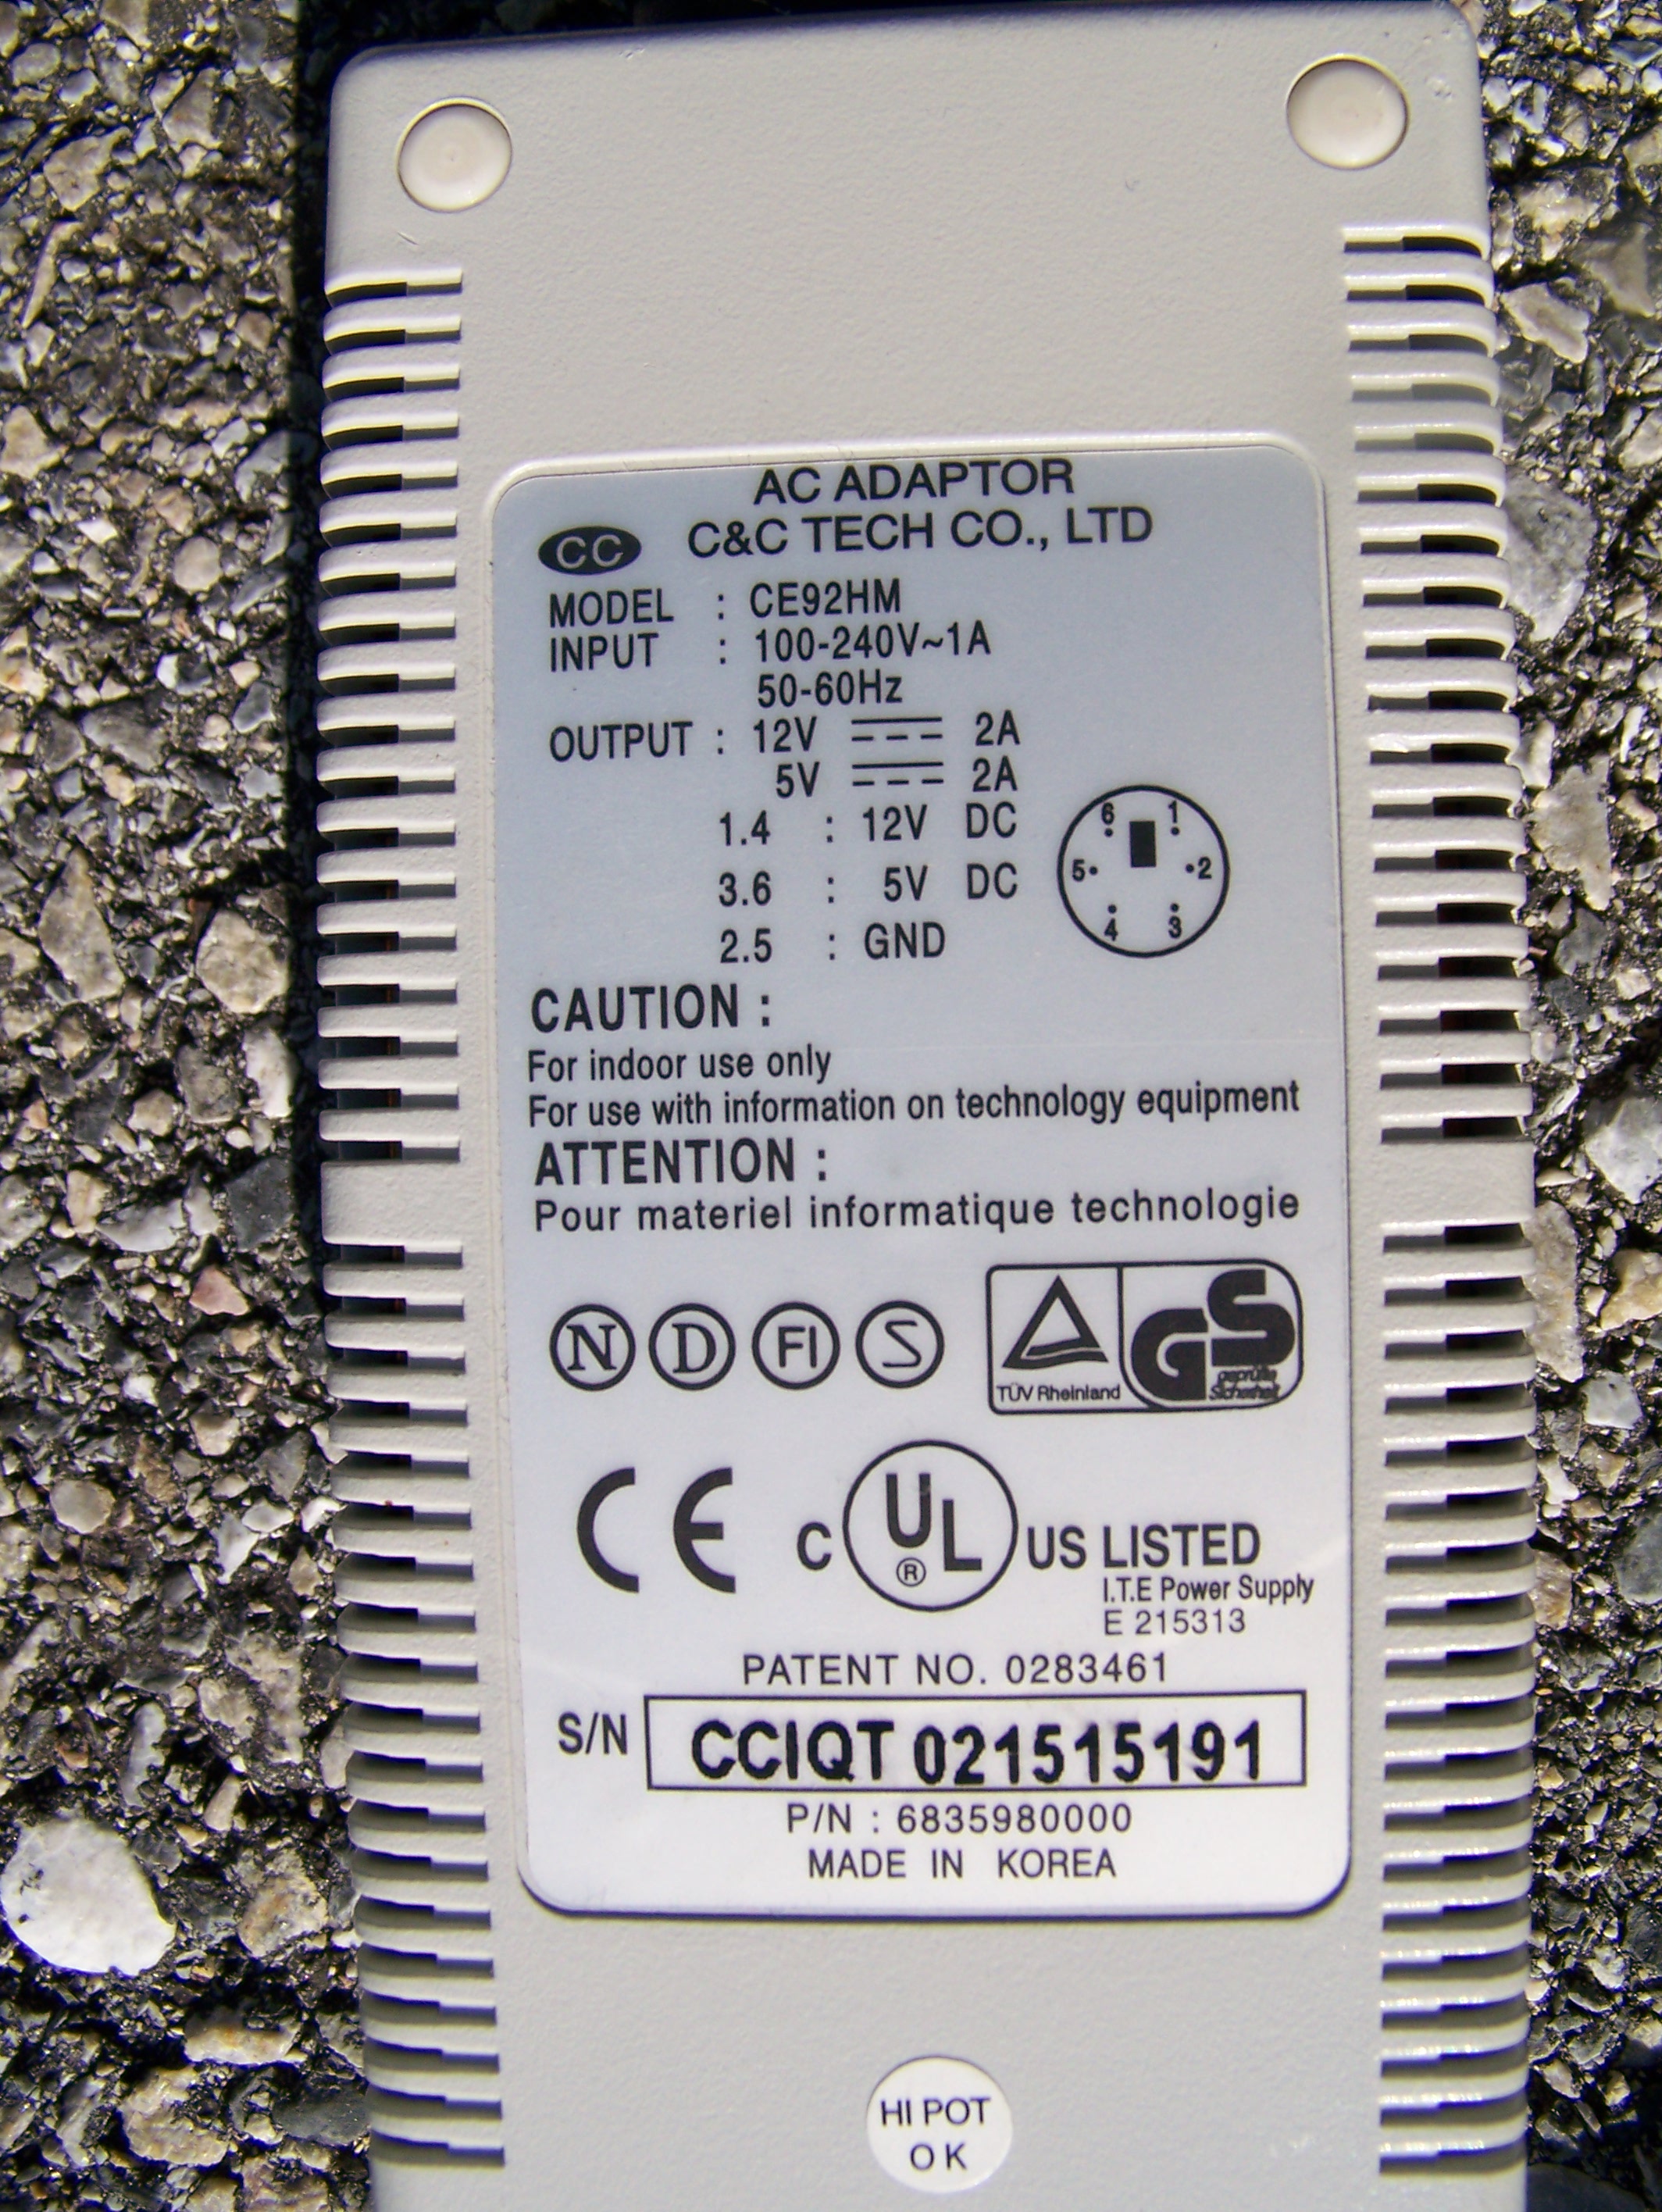 AC ADAPTOR
CC C&C TECH CO., LTD
MODEL : CE92HM
INPUT : 100-240V~1A
50-60Hz
OUTPUT : 12V 2A
5V 2A
1.4 : 12V DC
3.6 : 5V DC
2.5 : GND
6 1
5 2
4 3
CAUTION :
For indoor use only
For use with information on technology equipment
ATTENTION :
Pour materiel informatique technologie
N D FI S
TÜV Rheinland
GS
geprüfte
Sicherheit
CE
C UL ® US LISTED
I.T.E Power Supply
E 215313
PATENT NO. 0283461
S/N CCIQT 021515191
P/N : 6835980000
MADE IN KOREA
HI POT
OK